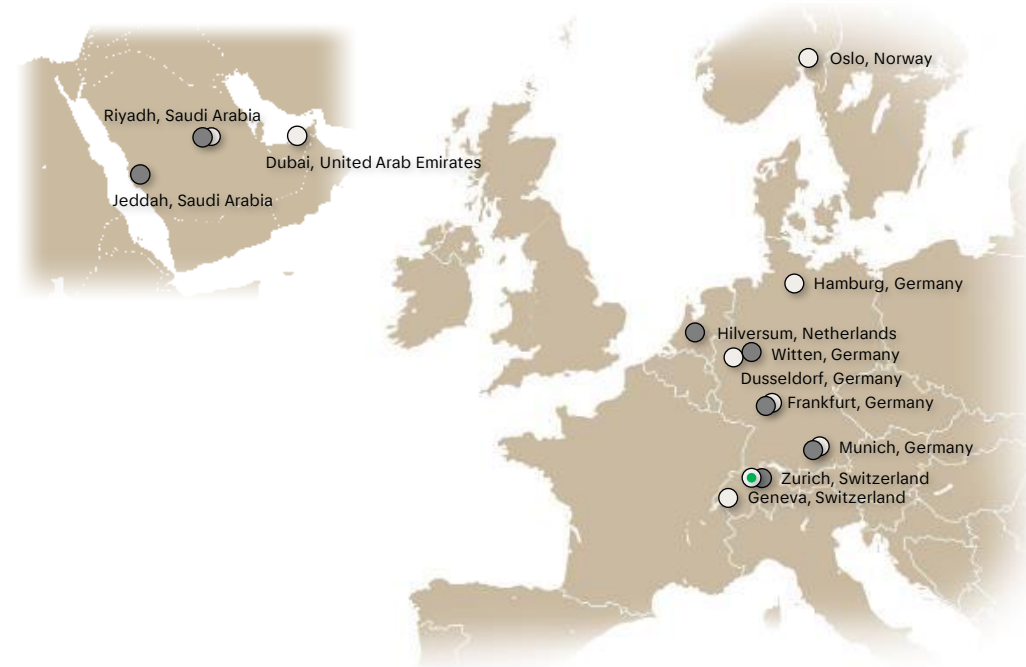 Oslo, Norway
Riyadh, Saudi Arabia
Dubai, United Arab Emirates
Jeddah, Saudi Arabia
Hamburg, Germany
Hilversum, Netherlands
Witten, Germany
Dusseldorf, Germany
Frankfurt, Germany
Munich, Germany
Zurich, Switzerland
Geneva, Switzerland